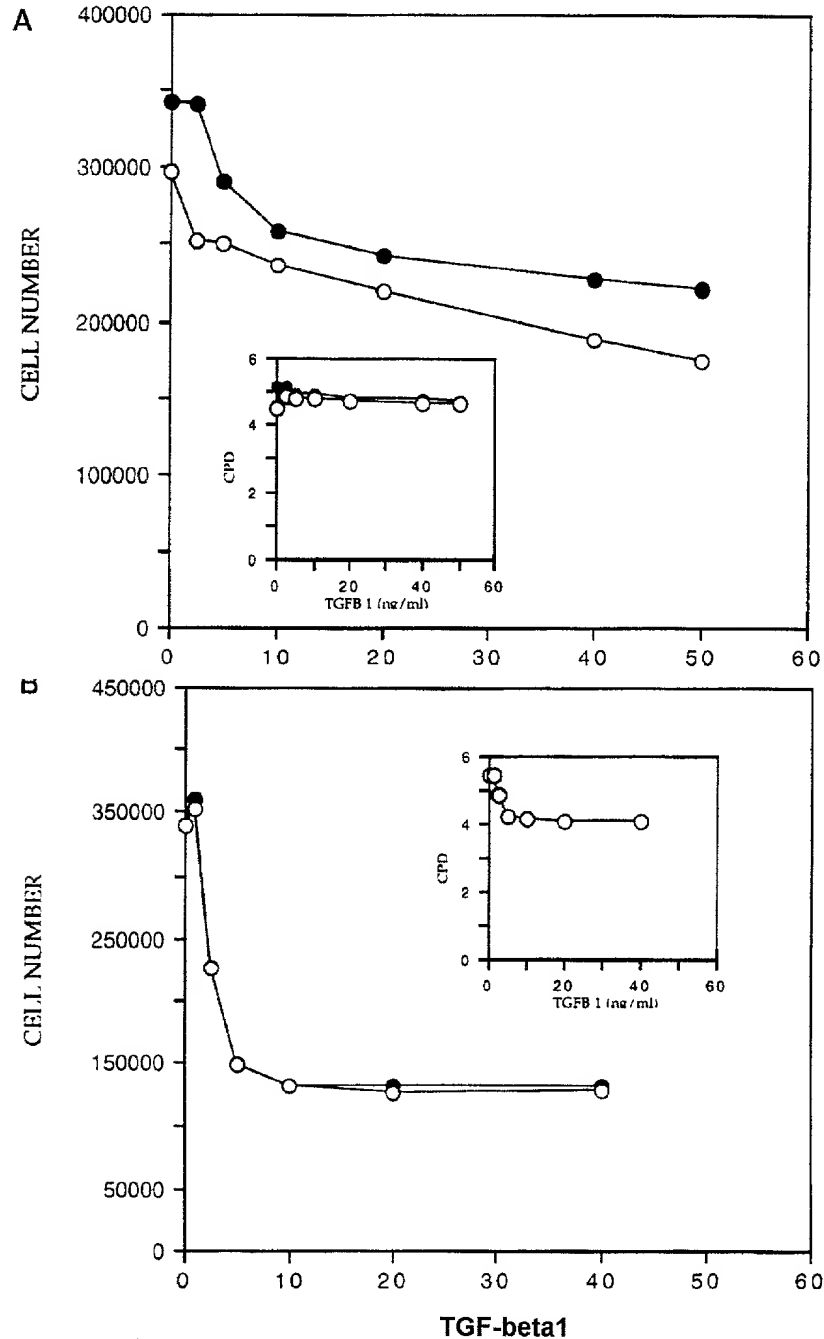 A
400000
300000
200000
100000
0
CELL NUMBER
0 10 20 30 40 50 60
6
4
2
0
CPD
0 20 40 60
TGFB 1 (ng/ml)
B
450000
350000
250000
150000
50000
0
CELL NUMBER
6
4
2
0
CPD
0 20 40 60
TGFB 1 (ng/ml)
0 10 20 30 40 50 60
TGF-beta1